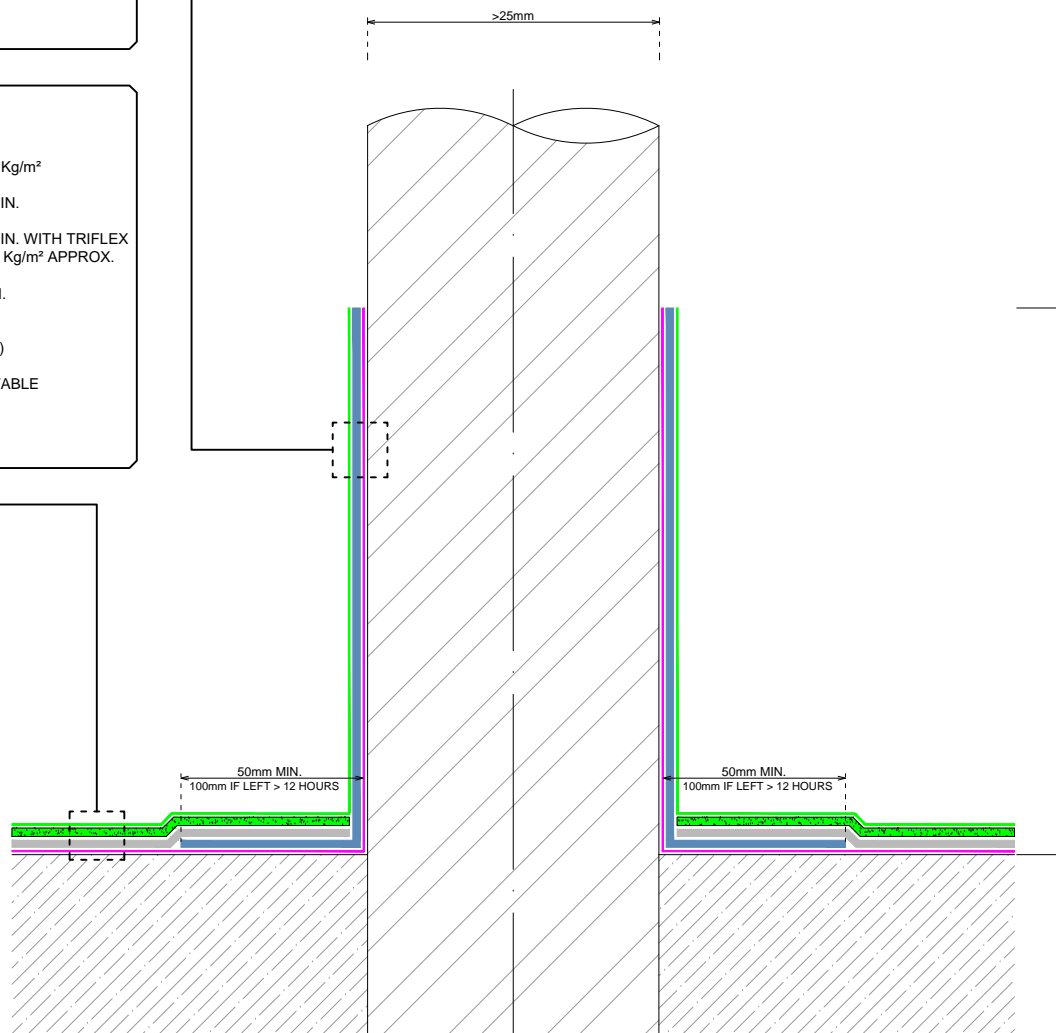 >25mm
Kg/m²
IN.
IN. WITH TRIFLEX
Kg/m² APPROX.
.
)
TABLE
50mm MIN.
100mm IF LEFT > 12 HOURS
50mm MIN.
100mm IF LEFT > 12 HOURS